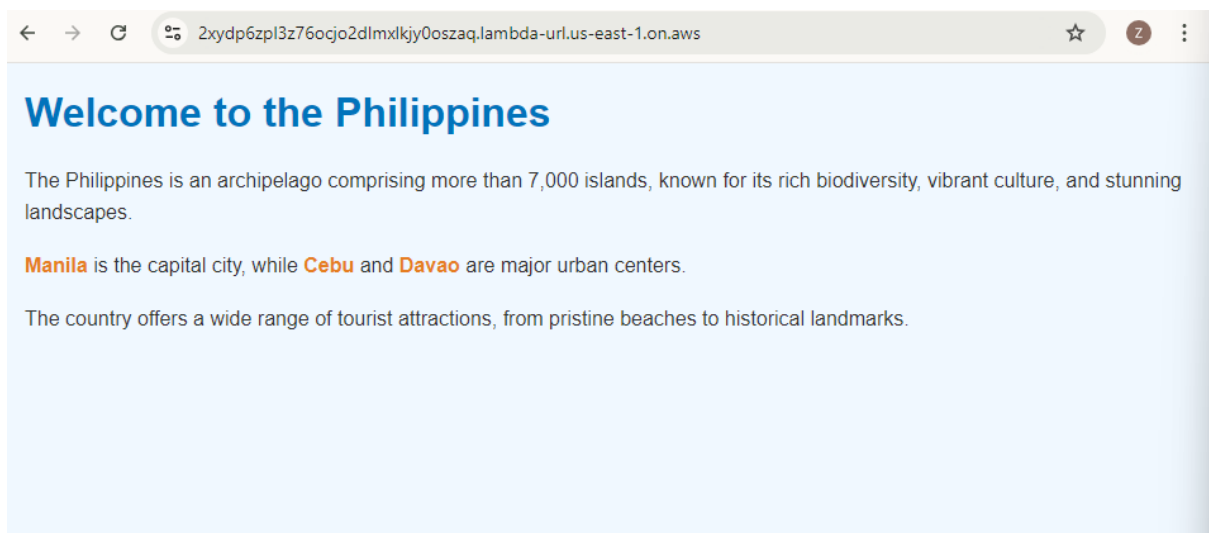 2xydp6zpl3z76ocjo2dlmxlkjy0oszaq.lambda-url.us-east-1.on.aws
Z
Welcome to the Philippines
The Philippines is an archipelago comprising more than 7,000 islands, known for its rich biodiversity, vibrant culture, and stunning
landscapes.
Manila is the capital city, while Cebu and Davao are major urban centers.
The country offers a wide range of tourist attractions, from pristine beaches to historical landmarks.